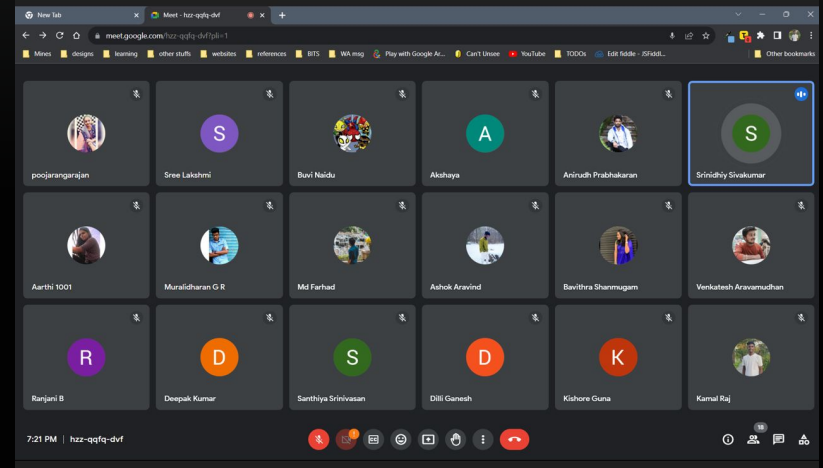 New Tab
Meet - hzz-qqfq-dvf
meet.google.com/hzz-qqfq-dvf?pli=1
Mines designs learning other stuffs websites references BITS WA msg Play with Google Ar... Can't Unsee YouTube TODOs Edit fiddle - JSFiddl... Other bookmarks
S A S
poojarangarajan Sree Lakshmi Buvi Naidu Akshaya Anirudh Prabhakaran Srinidhiy Sivakumar
Aarthi 1001 Muralidharan G R Md Farhad Ashok Aravind Bavithra Shanmugam Venkatesh Aravamudhan
R D S D K
Ranjani B Deepak Kumar Santhiya Srinivasan Dilli Ganesh Kishore Guna Kamal Raj
7:21 PM | hzz-qqfq-dvf
CC
18